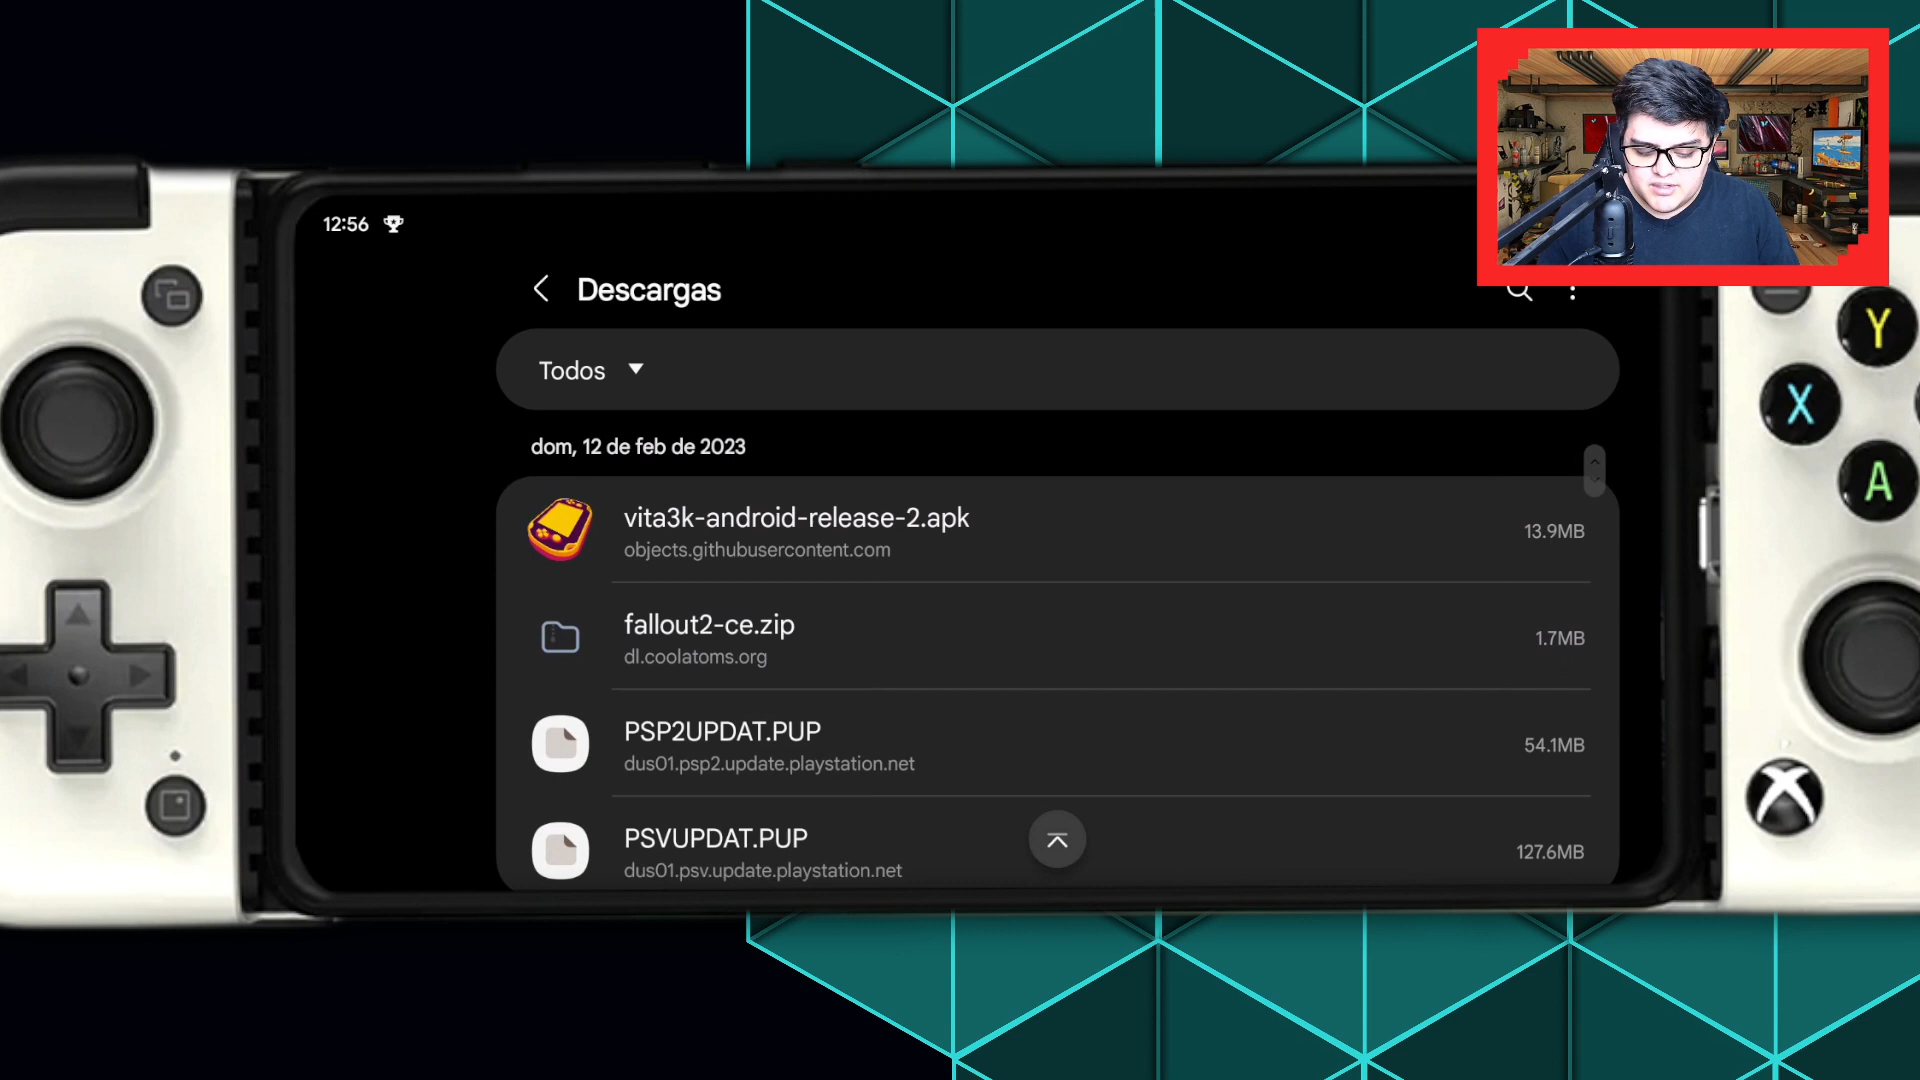 12:56
Descargas
Todos
dom, 12 de feb de 2023
vita3k-android-release-2.apk
objects.githubusercontent.com
13.9MB
fallout2-ce.zip
dl.coolatoms.org
1.7MB
PSP2UPDAT.PUP
dus01.psp2.update.playstation.net
54.1MB
PSVUPDAT.PUP
dus01.psv.update.playstation.net
127.6MB
Y
X
A